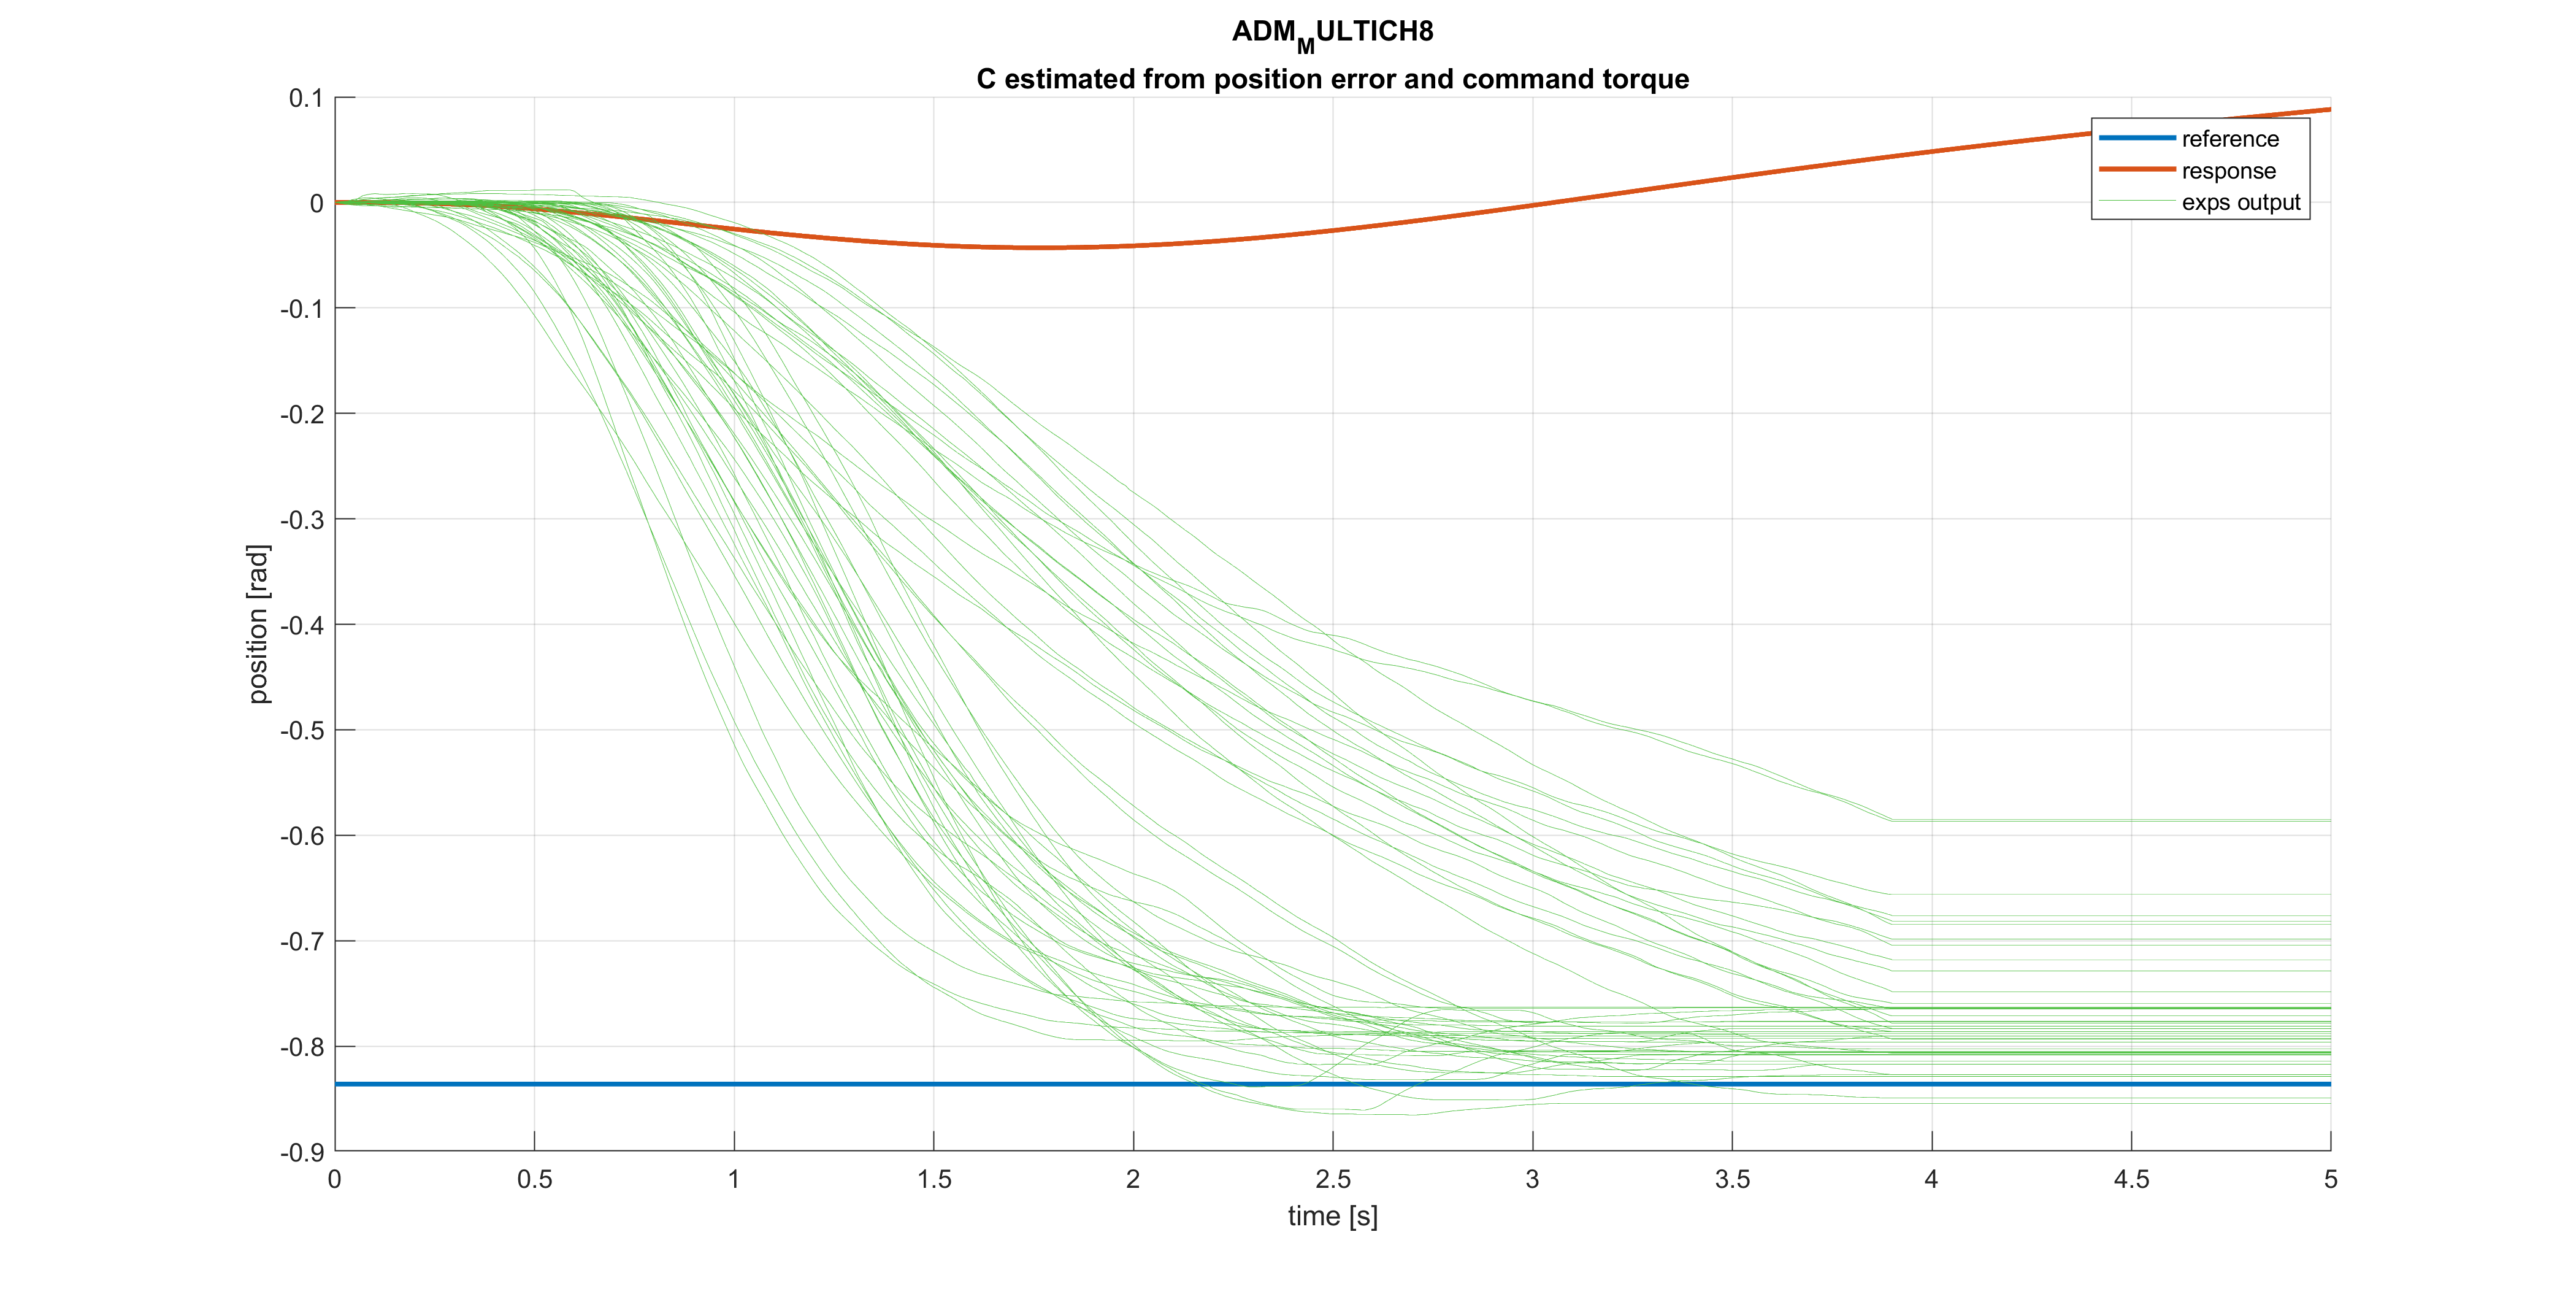 ADM_MULTICH8
C estimated from position error and command torque
0.1
0
-0.1
-0.2
-0.3
-0.4
-0.5
-0.6
-0.7
-0.8
-0.9
position [rad]
reference
response
exps output
0 0.5 1 1.5 2 2.5 3 3.5 4 4.5 5
time [s]